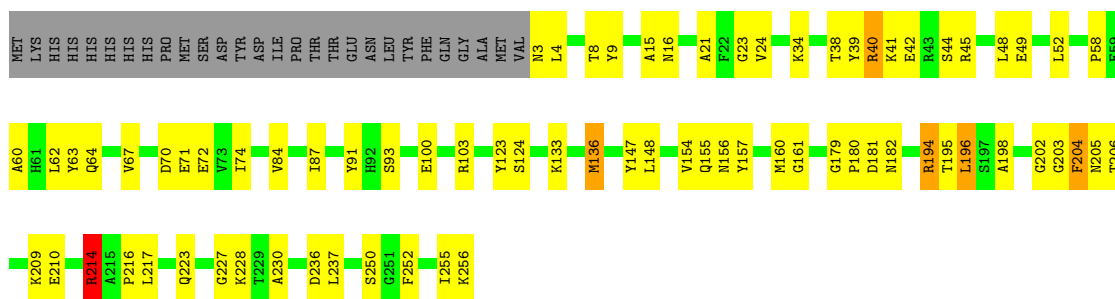 MET LYS HIS HIS HIS HIS HIS HIS PRO MET SER ASP TYR ASP ILE PRO THR THR GLU ASN LEU TYR PHE GLN GLY ALA MET VAL N3 L4 T8 Y9 A15 N16 A21 F22 G23 V24 K34 T38 Y39 R40 K41 E42 R43 S44 R45 L48 E49 L52 P58 E59
A60 H61 L62 Y63 Q64 V67 D70 E71 E72 V73 I74 V84 I87 Y91 H92 S93 E100 R103 Y123 S124 K133 M136 Y147 L148 V154 Q155 N156 Y157 M160 G161 G179 P180 D181 N182 R194 T195 L196 S197 A198 G202 G203 F204 N205 T206
K209 E210 R214 A215 P216 L217 Q223 G227 K228 T229 A230 D236 L237 S250 G251 F252 I255 K256